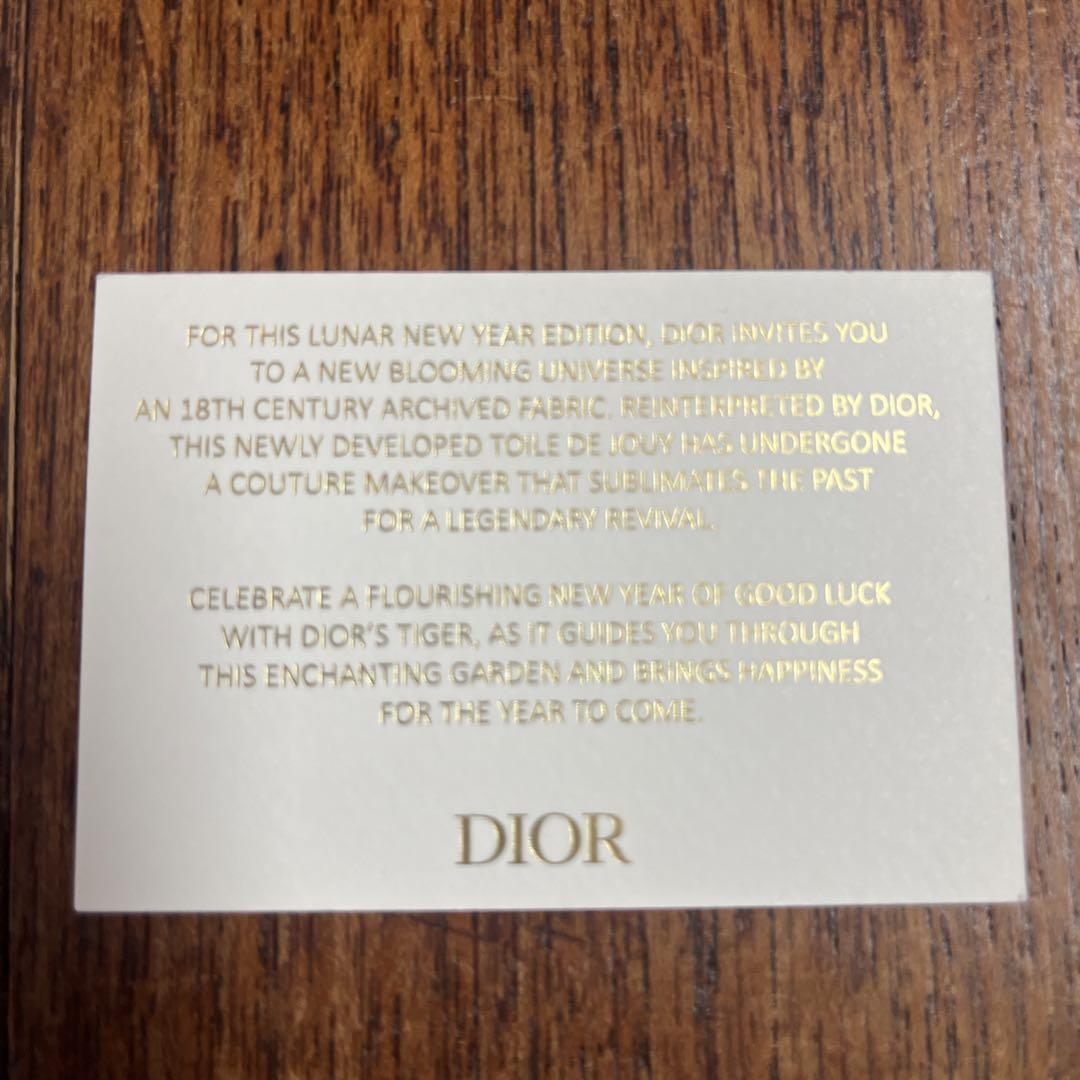 FOR THIS LUNAR NEW YEAR EDITION, DIOR INVITES YOU
TO A NEW BLOOMING UNIVERSE INSPIRED BY
AN 18TH CENTURY ARCHIVED FABRIC. REINTERPRETED BY DIOR,
THIS NEWLY DEVELOPED TOILE DE JOUY HAS UNDERGONE
A COUTURE MAKEOVER THAT SUBLIMATES THE PAST
FOR A LEGENDARY REVIVAL.
CELEBRATE A FLOURISHING NEW YEAR OF GOOD LUCK
WITH DIOR'S TIGER, AS IT GUIDES YOU THROUGH
THIS ENCHANTING GARDEN AND BRINGS HAPPINESS
FOR THE YEAR TO COME.
DIOR